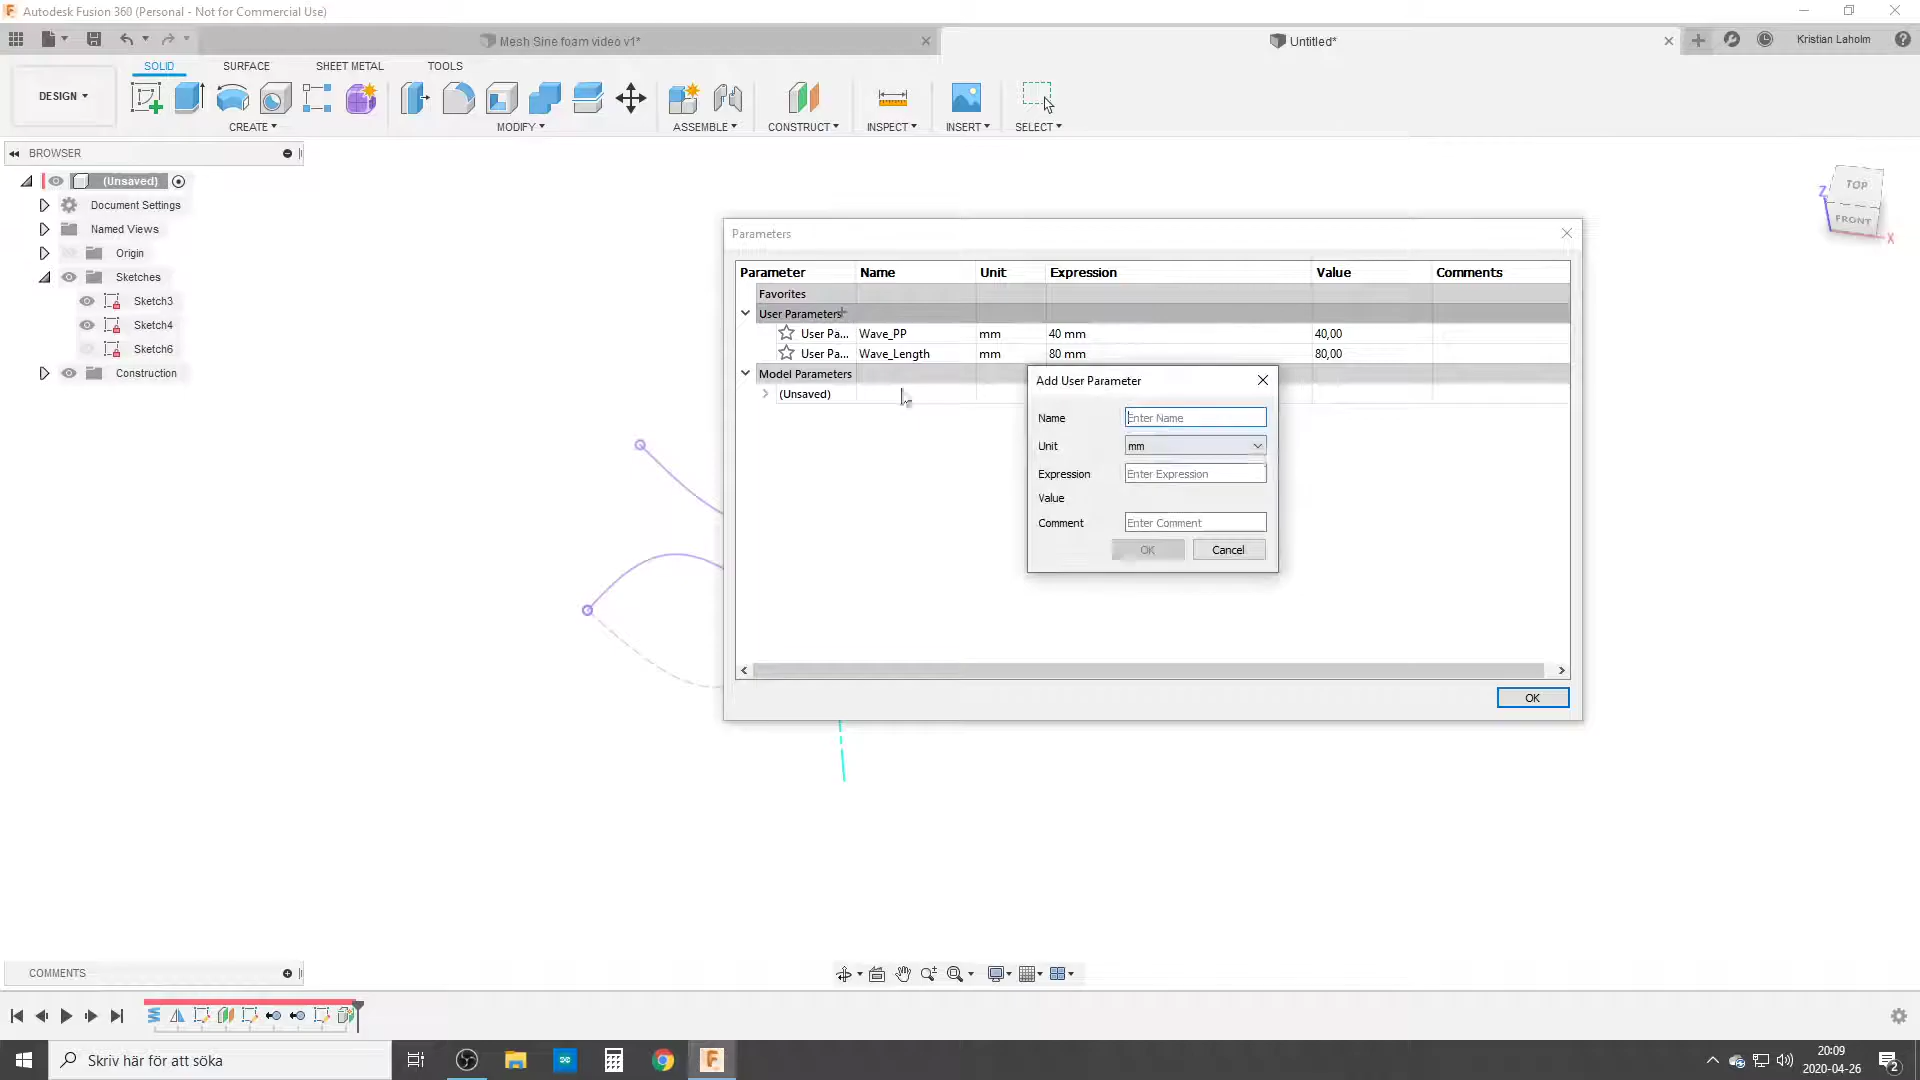 Autodesk Fusion 360 (Personal - Not for Commercial Use)
Mesh Sine foam video v1*
Untitled*
Kristian Laholm
SOLID
SURFACE
SHEET METAL
TOOLS
DESIGN
CREATE
MODIFY
ASSEMBLE
CONSTRUCT
INSPECT
INSERT
SELECT
BROWSER
(Unsaved)
Document Settings
Named Views
Origin
Sketches
Sketch3
Sketch4
Sketch6
Construction
TOP
FRONT
Z
X
Parameters
Parameter Name Unit Expression Value Comments
Favorites
User Parameters
User Pa... Wave_PP mm 40 mm 40,00
User Pa... Wave_Length mm 80 mm 80,00
Model Parameters
(Unsaved)
Add User Parameter
Name Enter Name
Unit mm
Expression Enter Expression
Value
Comment Enter Comment
OK Cancel
OK
COMMENTS
Skriv här för att söka
20:09
2020-04-26
2